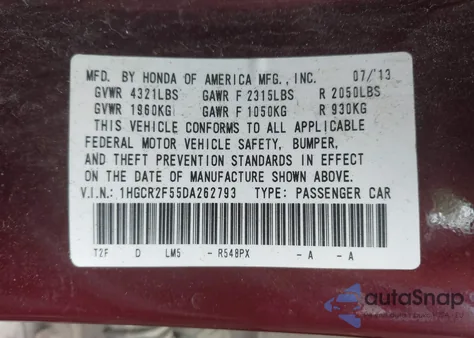 MFD. BY HONDA OF AMERICA MFG., INC. 07/13
GVWR 4321LBS GAWR F 2315LBS R 2050LBS
GVWR 1960KG GAWR F 1050KG R 930KG
THIS VEHICLE CONFORMS TO ALL APPLICABLE
FEDERAL MOTOR VEHICLE SAFETY, BUMPER,
AND THEFT PREVENTION STANDARDS IN EFFECT
ON THE DATE OF MANUFACTURE SHOWN ABOVE.
V.I.N.: 1HGCR2F55DA262793 TYPE: PASSENGER CAR
T2F D LM5 - R548PX - A - A
autoSnap